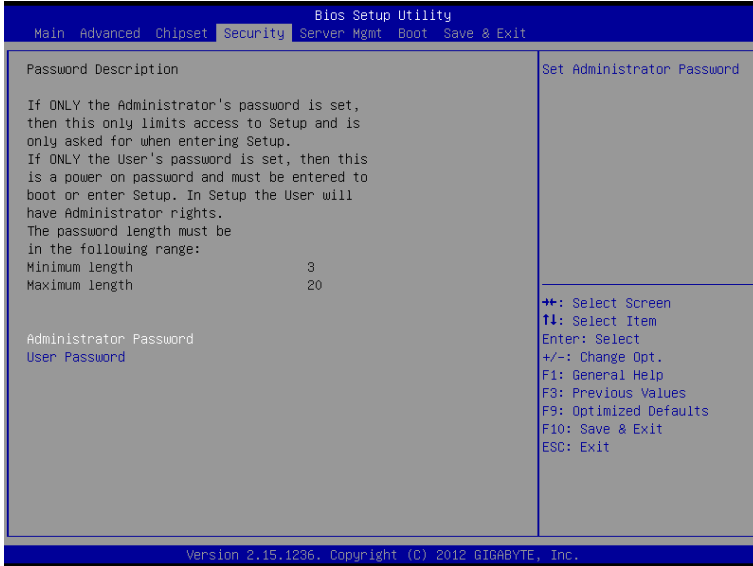 Bios Setup Utility
Main Advanced Chipset Security Server Mgmt Boot Save & Exit
Password Description
If ONLY the Administrator's password is set,
then this only limits access to Setup and is
only asked for when entering Setup.
If ONLY the User's password is set, then this
is a power on password and must be entered to
boot or enter Setup. In Setup the User will
have Administrator rights.
The password length must be
in the following range:
Minimum length 3
Maximum length 20
Administrator Password
User Password
Set Administrator Password
→←: Select Screen
↑↓: Select Item
Enter: Select
+/-: Change Opt.
F1: General Help
F3: Previous Values
F9: Optimized Defaults
F10: Save & Exit
ESC: Exit
Version 2.15.1236. Copyright (C) 2012 GIGABYTE, Inc.